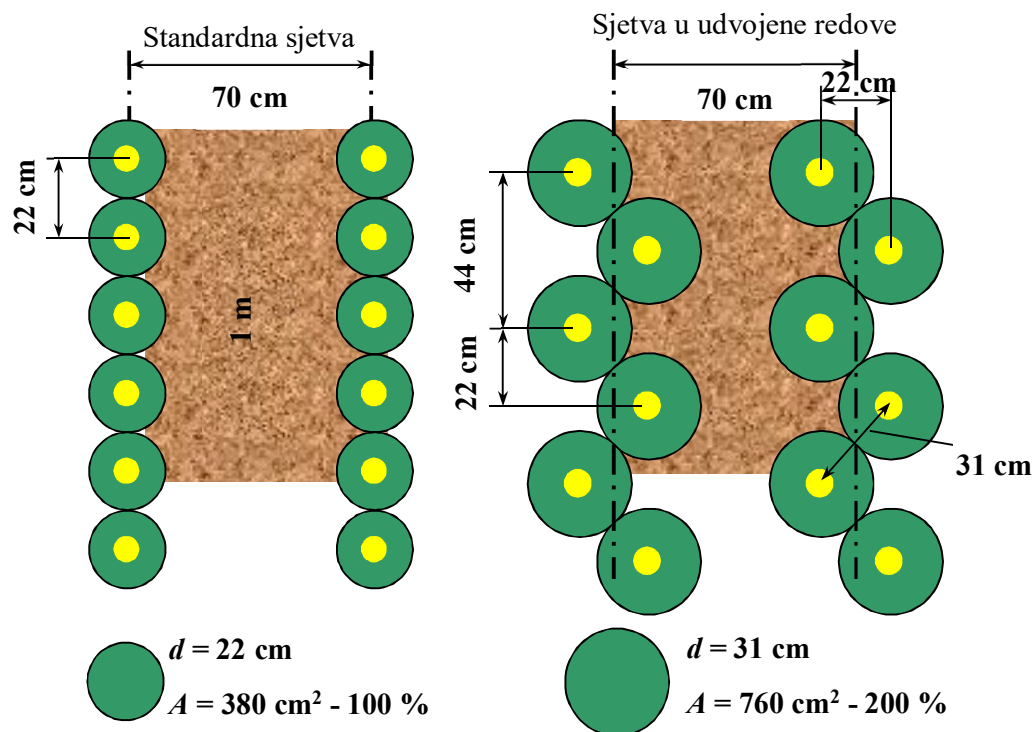 Standardna sjetva
70 cm
22 cm
1 m
d = 22 cm
A = 380 cm² - 100 %
Sjetva u udvojene redove
70 cm
22 cm
44 cm
22 cm
31 cm
d = 31 cm
A = 760 cm² - 200 %